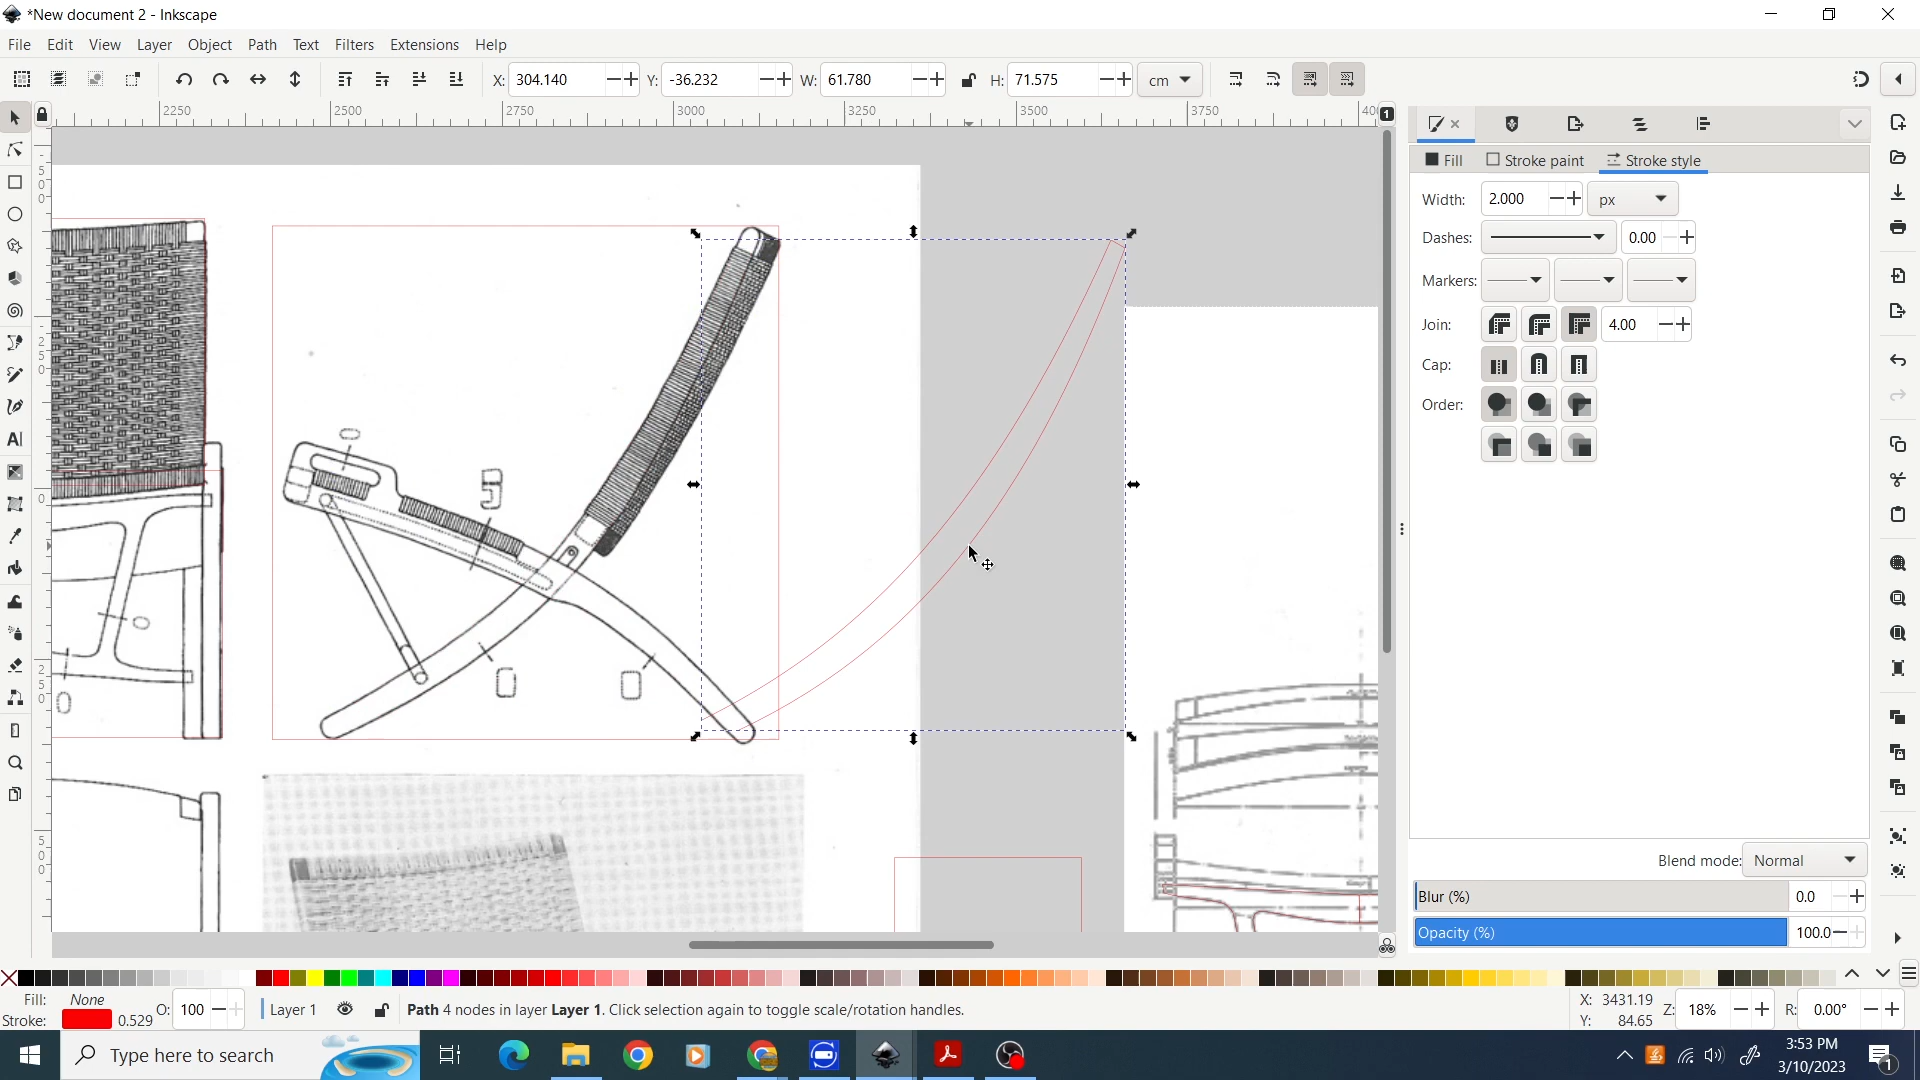 *New document 2 - Inkscape
File Edit View Layer Object Path Text Filters Extensions Help
X: 304.140 Y: -36.232 W: 61.780 H: 71.575 cm
2250 2500 2750 3000 3250 3500 3750 400
1
Fill Stroke paint Stroke style
Width: 2.000 px
Dashes: 0.00
Markers:
Join: 4.00
Cap:
Order:
Blend mode: Normal
Blur (%) 0.0
Opacity (%) 100.0
Fill: None
Stroke: 0.529
O: 100
Layer 1
Path 4 nodes in layer Layer 1. Click selection again to toggle scale/rotation handles.
X: 3431.19
Y: 84.65
Z: 18% R: 0.00°
Type here to search
3:53 PM
3/10/2023
1